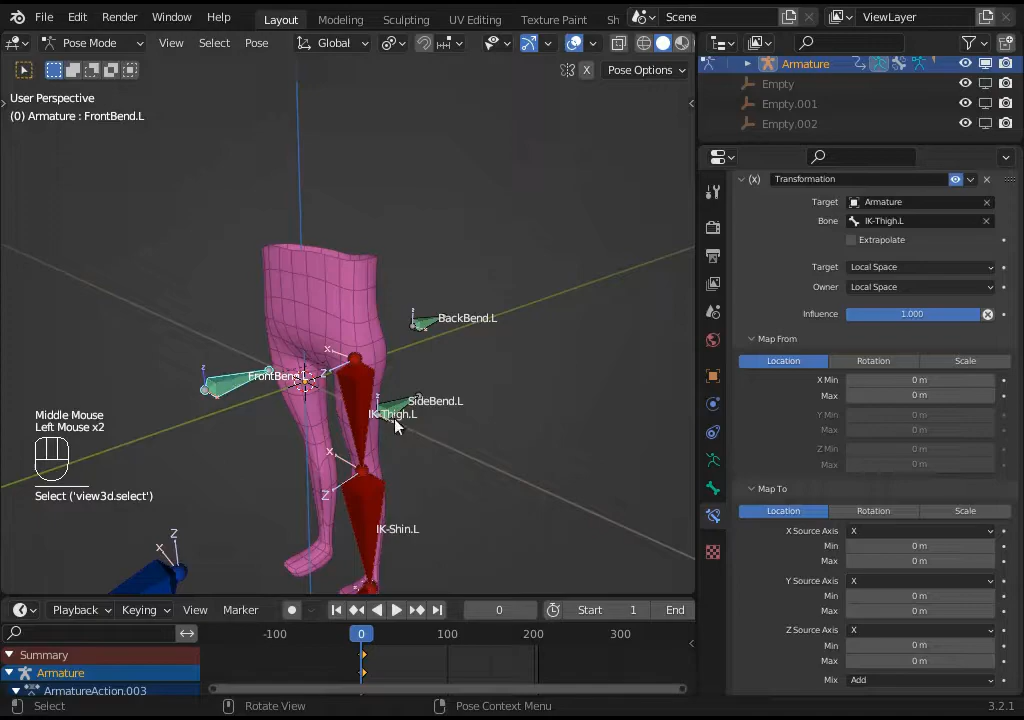 File Edit Render Window Help Layout Modeling Sculpting UV Editing Texture Paint Sh Scene ViewLayer
Pose Mode View Select Pose Global
X Pose Options
User Perspective
(0) Armature : FrontBend.L
BackBend.L
FrontBend.L
SideBend.L
IK-Thigh.L
IK-Shin.L
X
Z
X
Z
X
Z
Middle Mouse
Left Mouse x2
Select ('view3d.select')
Playback Keying View Marker 0 Start 1 End
-100 0 100 200 300
Summary
Armature
ArmatureAction.003
Select Rotate View Pose Context Menu 3.2.1
Armature
Empty
Empty.001
Empty.002
Transformation
Target Armature
Bone IK-Thigh.L
Extrapolate
Target Local Space
Owner Local Space
Influence 1.000
Map From
Location Rotation Scale
X Min 0 m
Max 0 m
Y Min 0 m
Max 0 m
Z Min 0 m
Max 0 m
Map To
Location Rotation Scale
X Source Axis X
Min 0 m
Max 0 m
Y Source Axis X
Min 0 m
Max 0 m
Z Source Axis X
Min 0 m
Max 0 m
Mix Add